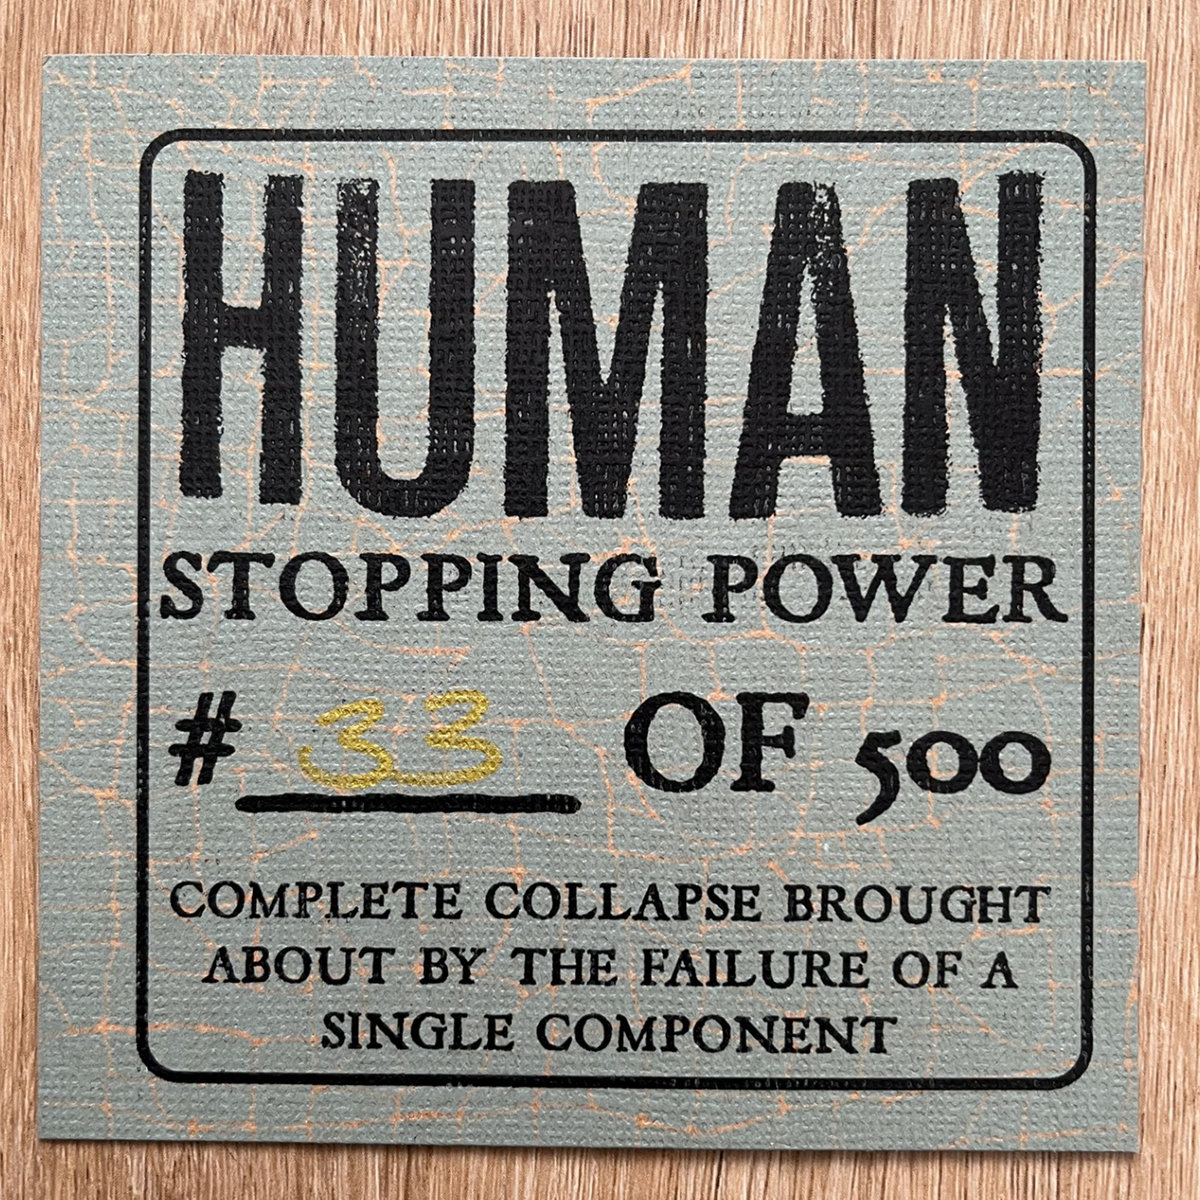 HUMAN
STOPPING POWER
# 33 OF 500
COMPLETE COLLAPSE BROUGHT
ABOUT BY THE FAILURE OF A
SINGLE COMPONENT